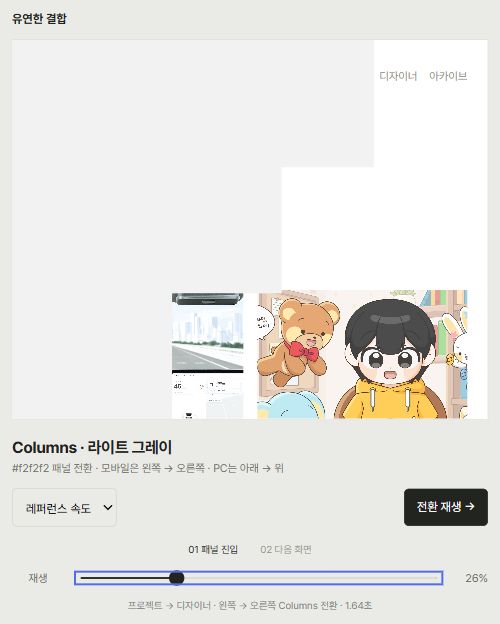 유연한 결합
디자이너 아카이브
Columns · 라이트 그레이
#f2f2f2 패널 전환 · 모바일은 왼쪽 → 오른쪽 · PC는 아래 → 위
레퍼런스 속도
전환 재생 →
01 패널 진입 02 다음 화면
재생 26%
프로젝트 → 디자이너 · 왼쪽 → 오른쪽 Columns 전환 · 1.64초